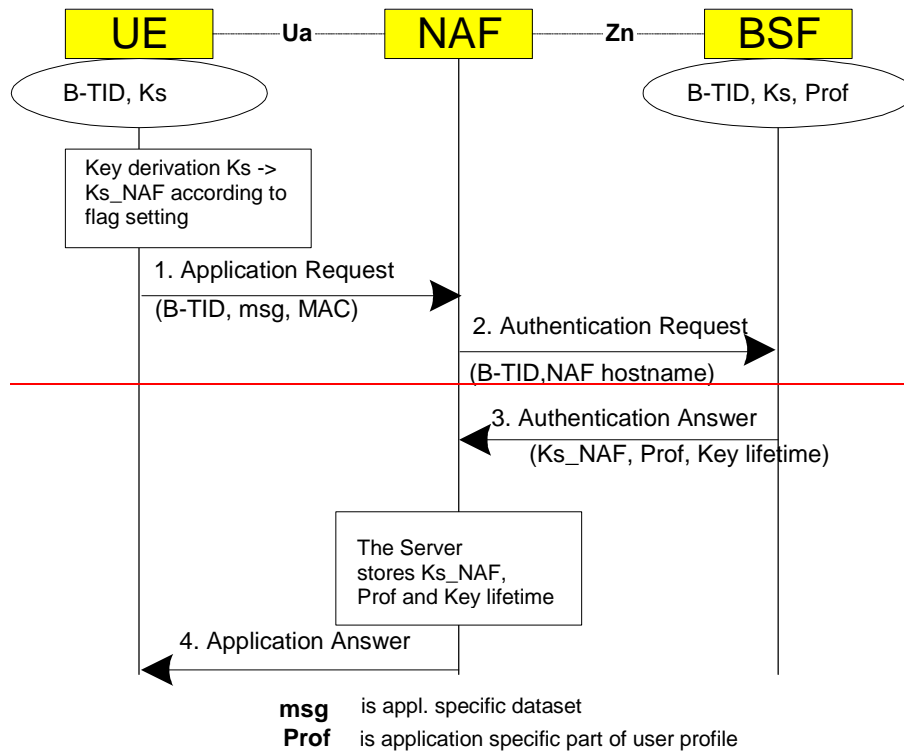 UE Ua NAF Zn BSF
B-TID, Ks
B-TID, Ks, Prof
Key derivation Ks ->
Ks_NAF according to
flag setting
1. Application Request
(B-TID, msg, MAC)
2. Authentication Request
(B-TID,NAF hostname)
3. Authentication Answer
(Ks_NAF, Prof, Key lifetime)
The Server
stores Ks_NAF,
Prof and Key lifetime
4. Application Answer
msg is appl. specific dataset
Prof is application specific part of user profile